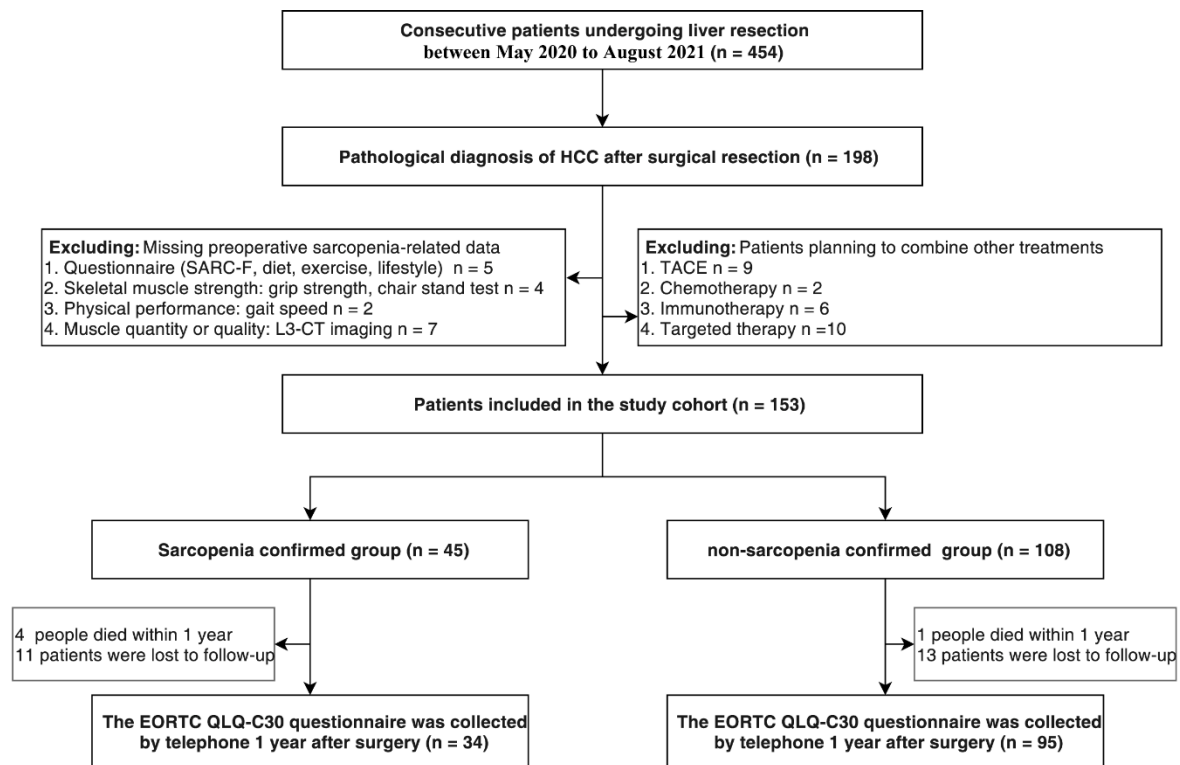 Consecutive patients undergoing liver resection
between May 2020 to August 2021 (n = 454)
Pathological diagnosis of HCC after surgical resection (n = 198)
Excluding: Missing preoperative sarcopenia-related data
1. Questionnaire (SARC-F, diet, exercise, lifestyle) n = 5
2. Skeletal muscle strength: grip strength, chair stand test n = 4
3. Physical performance: gait speed n = 2
4. Muscle quantity or quality: L3-CT imaging n = 7
Excluding: Patients planning to combine other treatments
1. TACE n = 9
2. Chemotherapy n = 2
3. Immunotherapy n = 6
4. Targeted therapy n =10
Patients included in the study cohort (n = 153)
Sarcopenia confirmed group (n = 45)
non-sarcopenia confirmed group (n = 108)
4 people died within 1 year
11 patients were lost to follow-up
1 people died within 1 year
13 patients were lost to follow-up
The EORTC QLQ-C30 questionnaire was collected
by telephone 1 year after surgery (n = 34)
The EORTC QLQ-C30 questionnaire was collected
by telephone 1 year after surgery (n = 95)